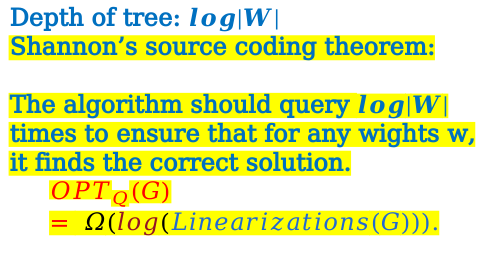 Depth of tree: log|W|
Shannon’s source coding theorem:
The algorithm should query log|W|
times to ensure that for any wights w,
it finds the correct solution.
OPT_Q(G)
= Ω(log(Linearizations(G))).